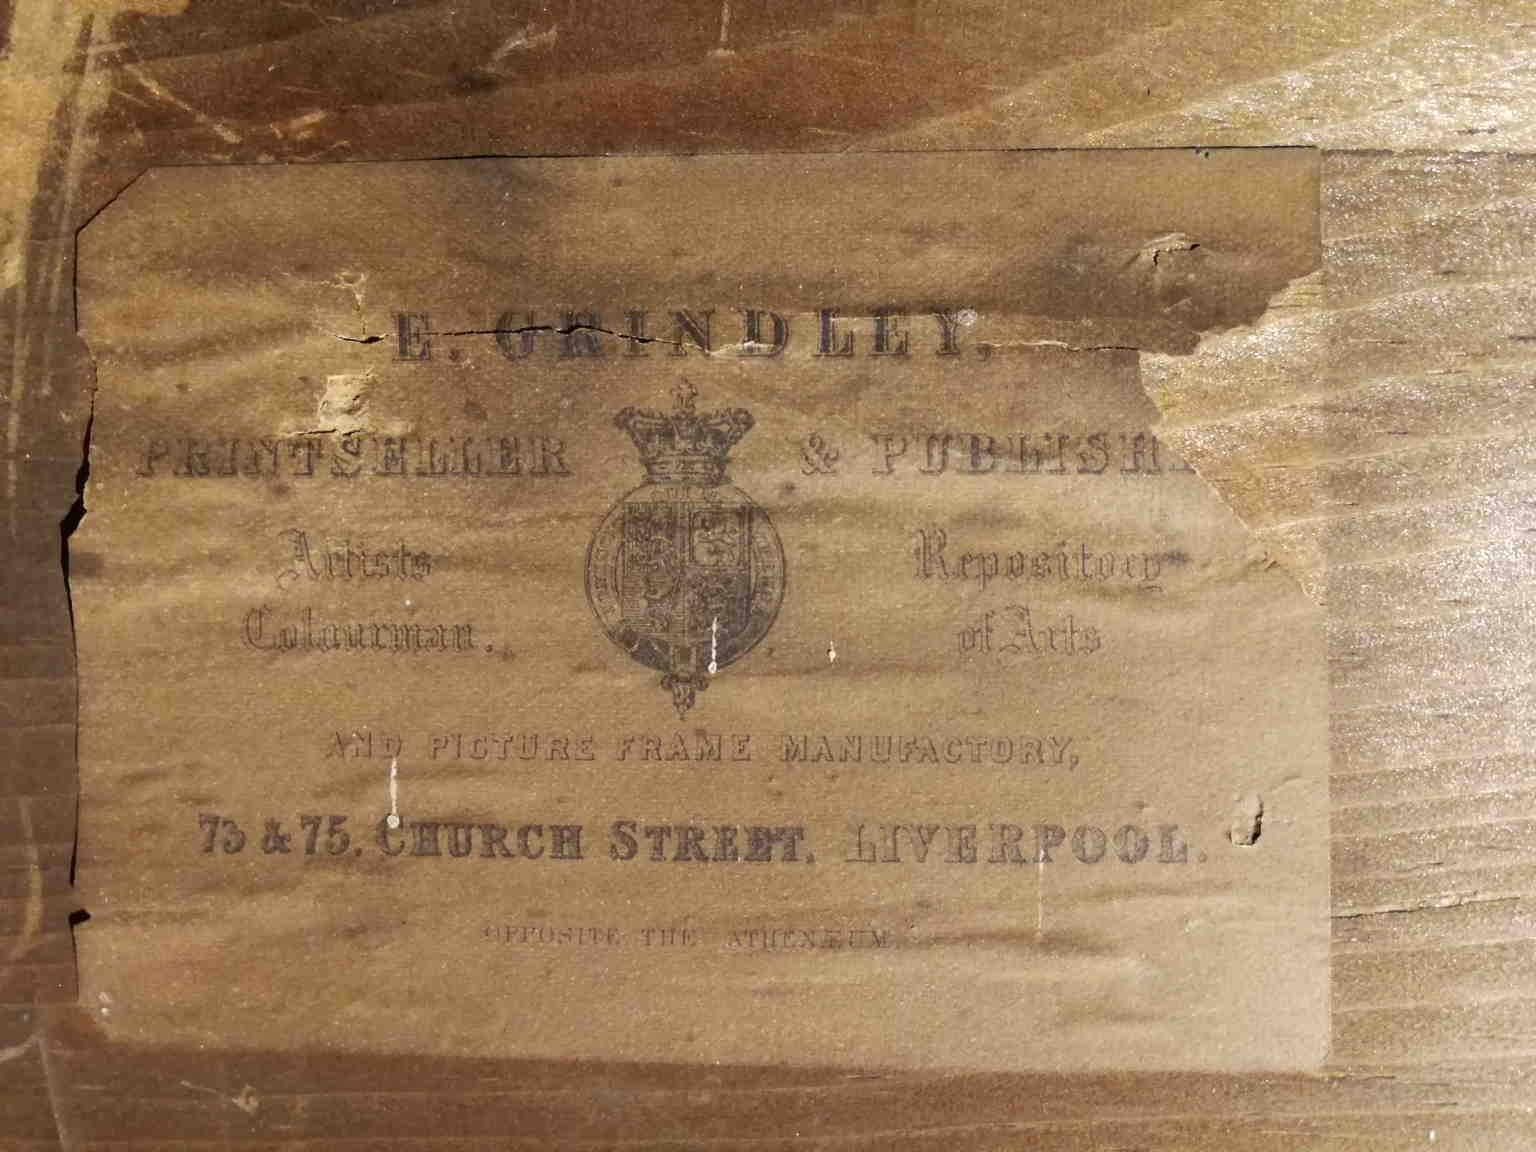 E. GRINDLEY,
PRINTSELLER & PUBLISH
Artists Repository
Colourman. of Arts
AND PICTURE FRAME MANUFACTORY,
73 & 75, CHURCH STREET, LIVERPOOL.
OPPOSITE THE ATHENÆUM.